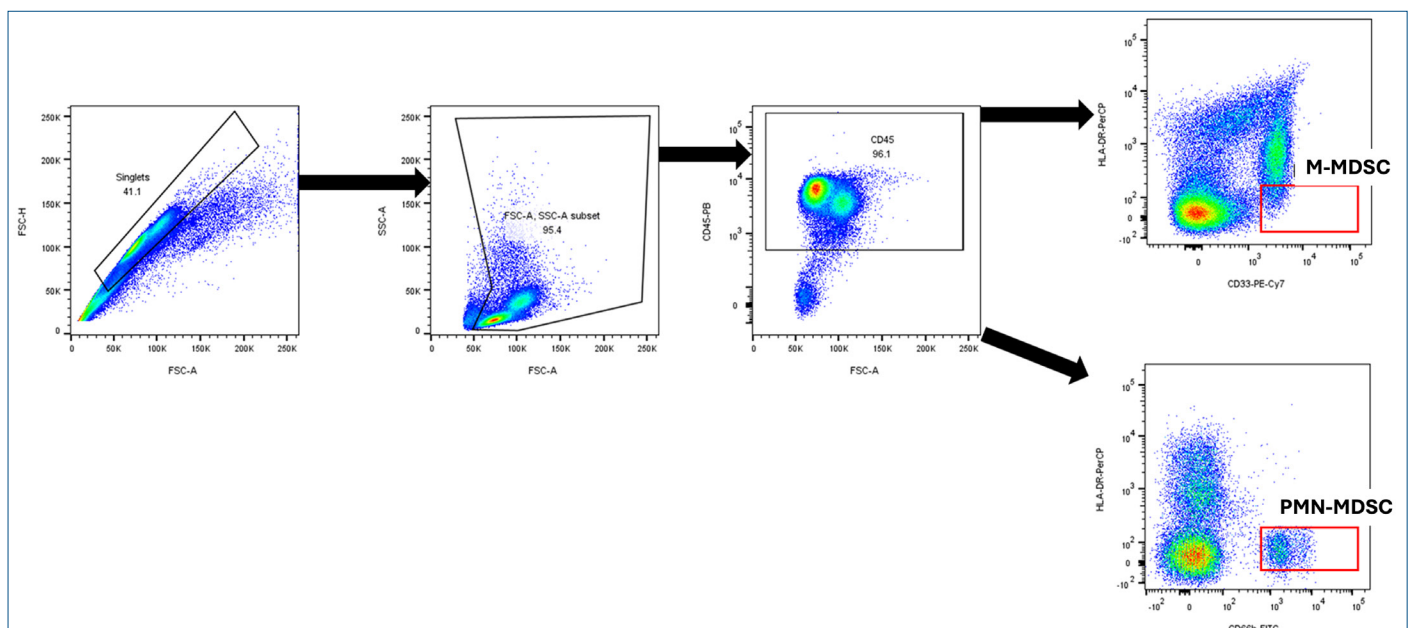 250K
200K
150K
100K
50K
0
FSC-H
Singlets
41.1
0 50K 100K 150K 200K 250K
FSC-A
250K
200K
150K
100K
50K
0
SSC-A
FSC-A, SSC-A subset
95.4
0 50K 100K 150K 200K 250K
FSC-A
10^5
10^4
10^3
0
CD45-PB
CD45
96.1
50K 100K 150K 200K 250K
FSC-A
10^5
10^4
10^3
10^2
0
-10^2
HLA-DR-PerCP
M-MDSC
0 10^3 10^4 10^5
CD33-PE-Cy7
10^5
10^4
10^3
10^2
0
-10^2
HLA-DR-PerCP
PMN-MDSC
-10^2 0 10^2 10^3 10^4 10^5
CD66b-FITC